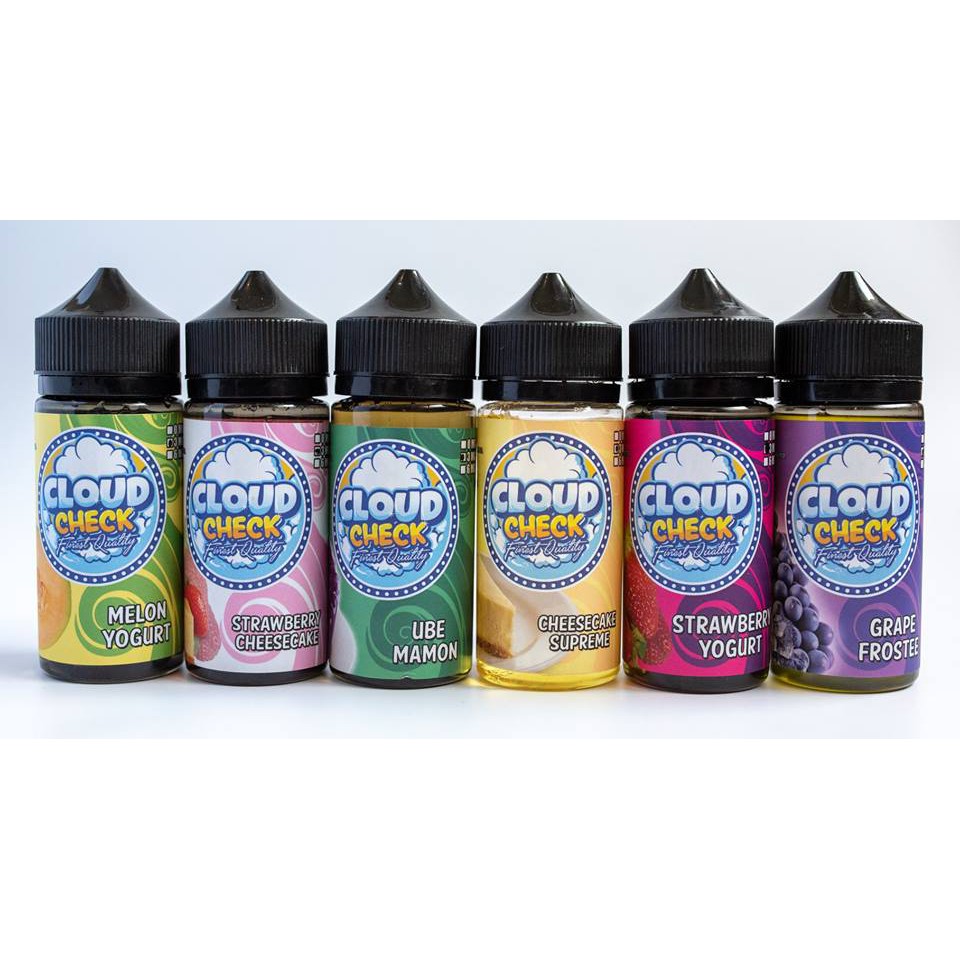 CLOUD
CHECK
Finest Quality
MELON
YOGURT
CLOUD
CHECK
Finest Quality
STRAWBERRY
CHEESECAKE
CLOUD
CHECK
Finest Quality
UBE
MAMON
CLOUD
CHECK
Finest Quality
CHEESECAKE
SUPREME
CLOUD
CHECK
Finest Quality
STRAWBERRY
YOGURT
CLOUD
CHECK
Finest Quality
GRAPE
FROSTEE